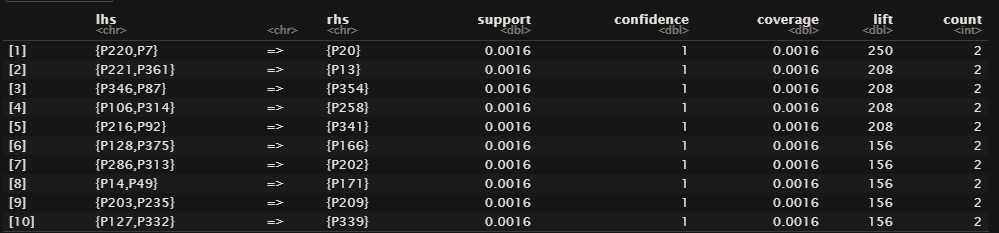 lhs rhs support confidence coverage lift count
<chr> <chr> <chr> <dbl> <dbl> <dbl> <dbl> <int>
[1] {P220,P7} => {P20} 0.0016 1 0.0016 250 2
[2] {P221,P361} => {P13} 0.0016 1 0.0016 208 2
[3] {P346,P87} => {P354} 0.0016 1 0.0016 208 2
[4] {P106,P314} => {P258} 0.0016 1 0.0016 208 2
[5] {P216,P92} => {P341} 0.0016 1 0.0016 208 2
[6] {P128,P375} => {P166} 0.0016 1 0.0016 156 2
[7] {P286,P313} => {P202} 0.0016 1 0.0016 156 2
[8] {P14,P49} => {P171} 0.0016 1 0.0016 156 2
[9] {P203,P235} => {P209} 0.0016 1 0.0016 156 2
[10] {P127,P332} => {P339} 0.0016 1 0.0016 156 2